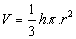 V = 1/3 h π . r²